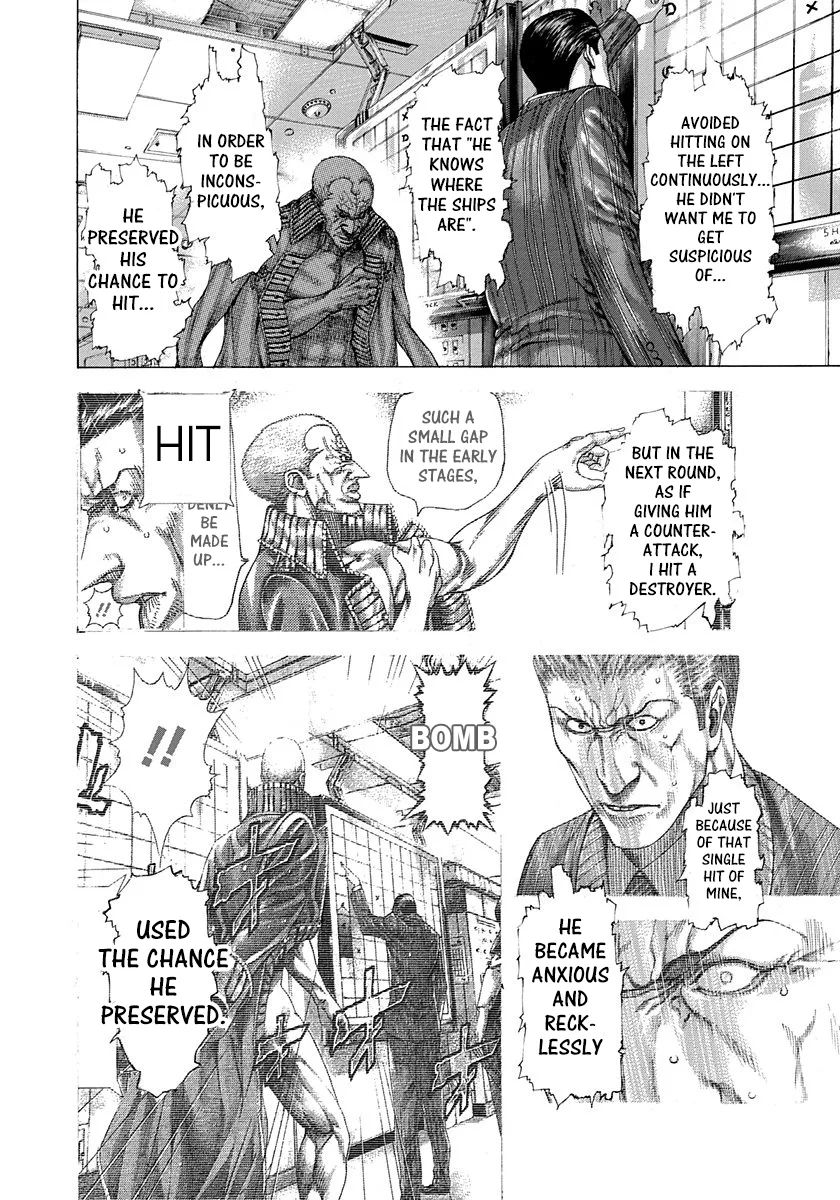 AVOIDED
HITTING ON
THE LEFT
CONTINUOUSLY...
HE DIDN'T
WANT ME TO
GET
SUSPICIOUS
OF...
THE FACT
THAT "HE
KNOWS
WHERE
THE SHIPS
ARE".
IN ORDER
TO BE
INCONS-
PICUOUS,
HE
PRESERVED
HIS
CHANCE TO
HIT...
BUT IN THE
NEXT ROUND,
AS IF
GIVING HIM
A COUNTER-
ATTACK,
I HIT A
DESTROYER.
SUCH A
SMALL GAP
IN THE EARLY
STAGES,
HIT
DENLY
BE
MADE
UP...
!!
JUST
BECAUSE
OF THAT
SINGLE
HIT OF
MINE,
HE
BECAME
ANXIOUS
AND
RECK-
LESSLY
BOMB
!!
USED
THE CHANCE
HE
PRESERVED.